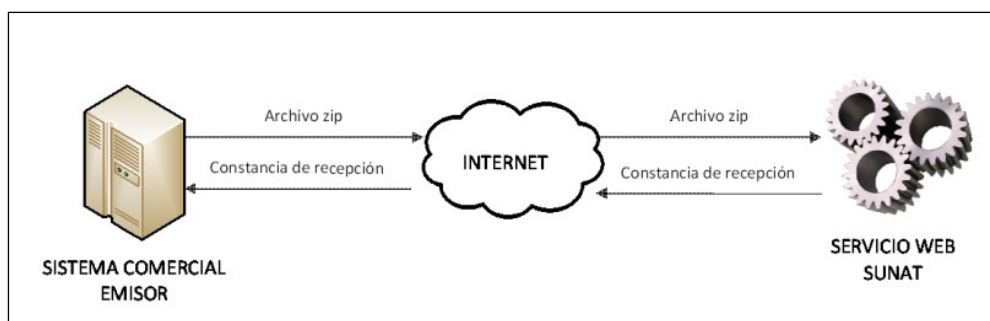 Archivo zip
Archivo zip
Constancia de recepción
INTERNET
Constancia de recepción
SISTEMA COMERCIAL
EMISOR
SERVICIO WEB
SUNAT